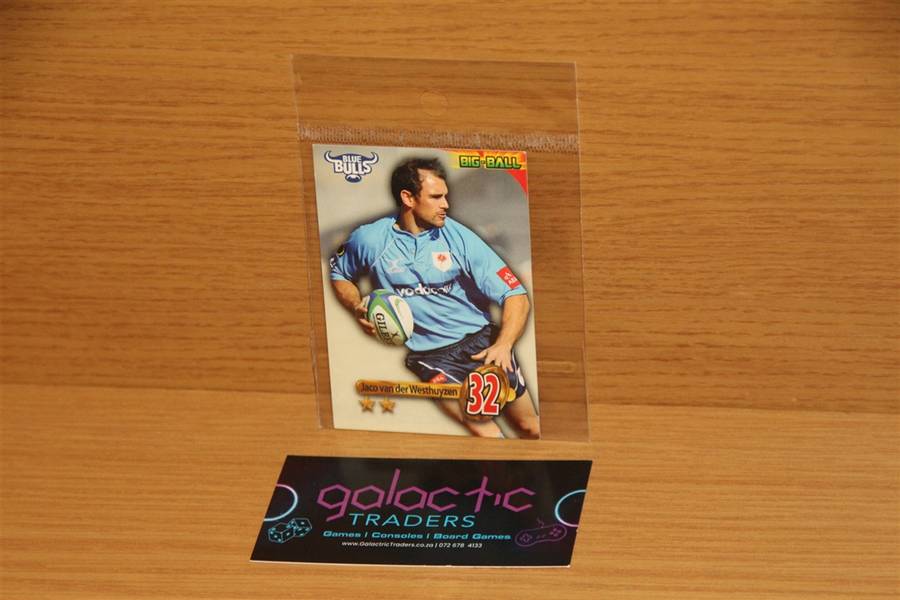 BLUE
BULLS
BIG BALL
vodacom
GILBERT
Jaco van der Westhuyzen
32
galactic
TRADERS
Games | Consoles | Board Games
www.GalactricTraders.co.za | 072 678 4133